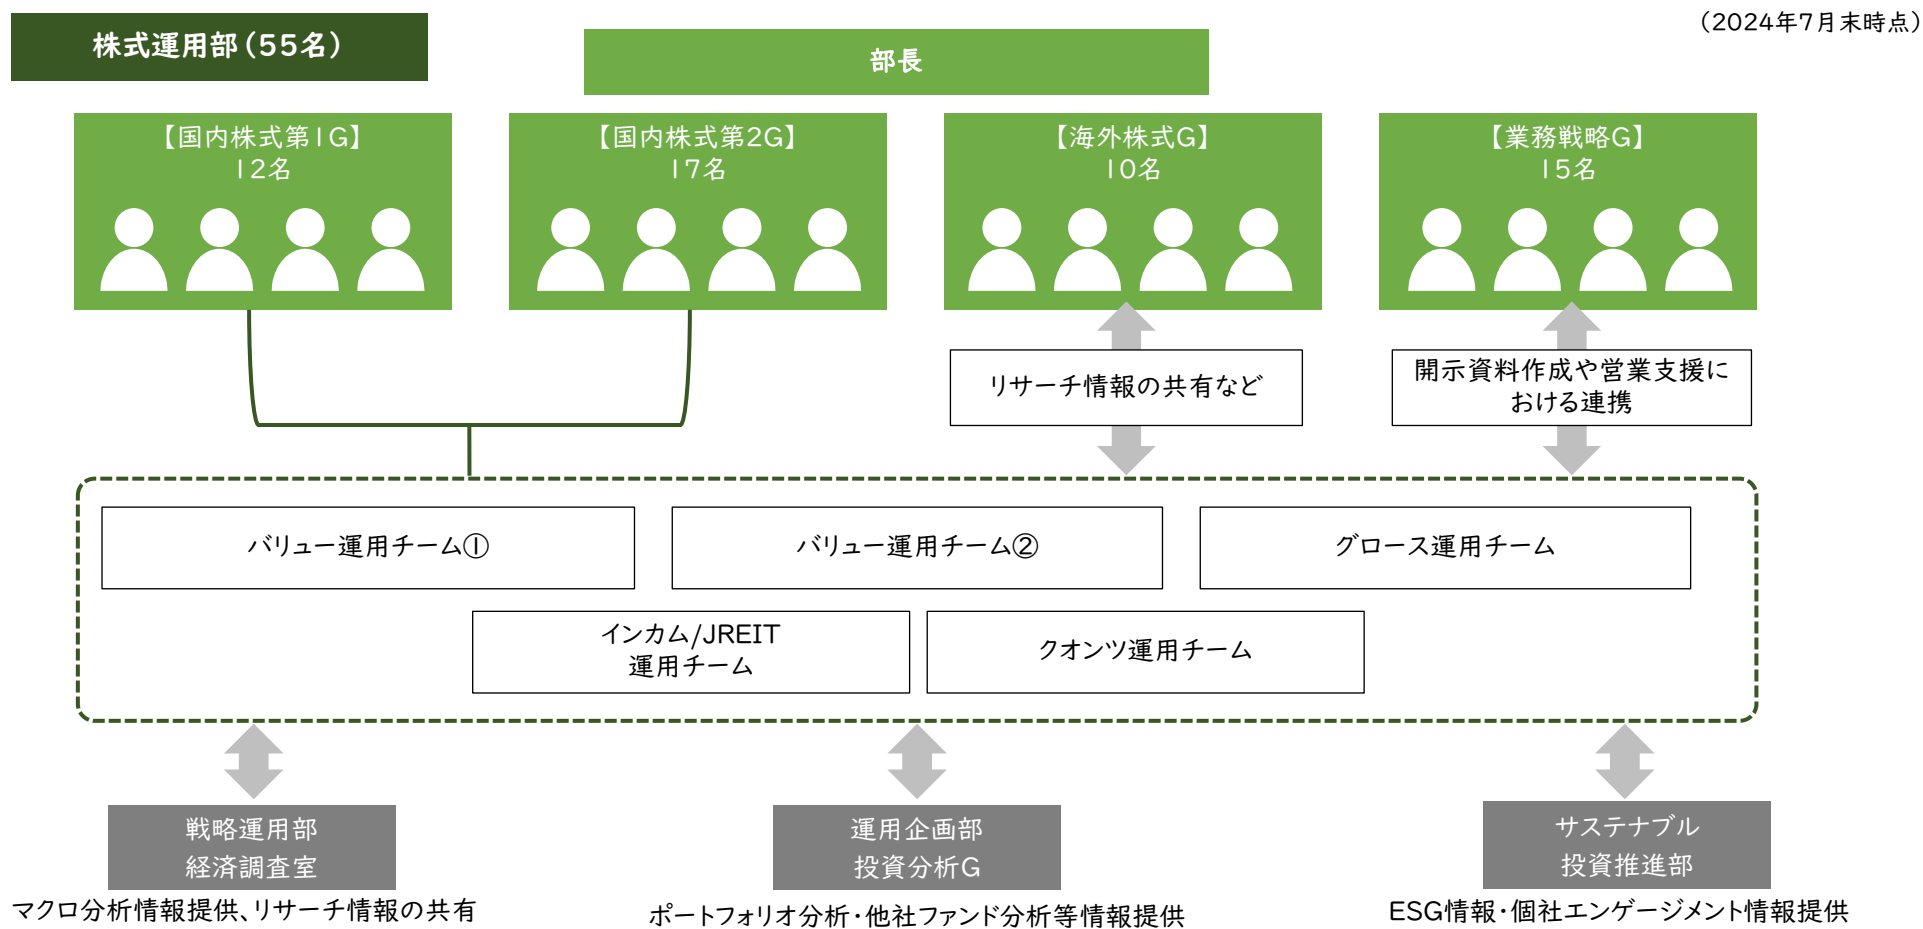 （2024年7月末時点）
株式運用部（55名）
部長
【国内株式第1G】
12名
【国内株式第2G】
17名
【海外株式G】
10名
【業務戦略G】
15名
リサーチ情報の共有など
開示資料作成や営業支援に
おける連携
バリュー運用チーム①
バリュー運用チーム②
グロース運用チーム
インカム/JREIT
運用チーム
クオンツ運用チーム
戦略運用部
経済調査室
マクロ分析情報提供、リサーチ情報の共有
運用企画部
投資分析G
ポートフォリオ分析・他社ファンド分析等情報提供
サステナブル
投資推進部
ESG情報・個社エンゲージメント情報提供